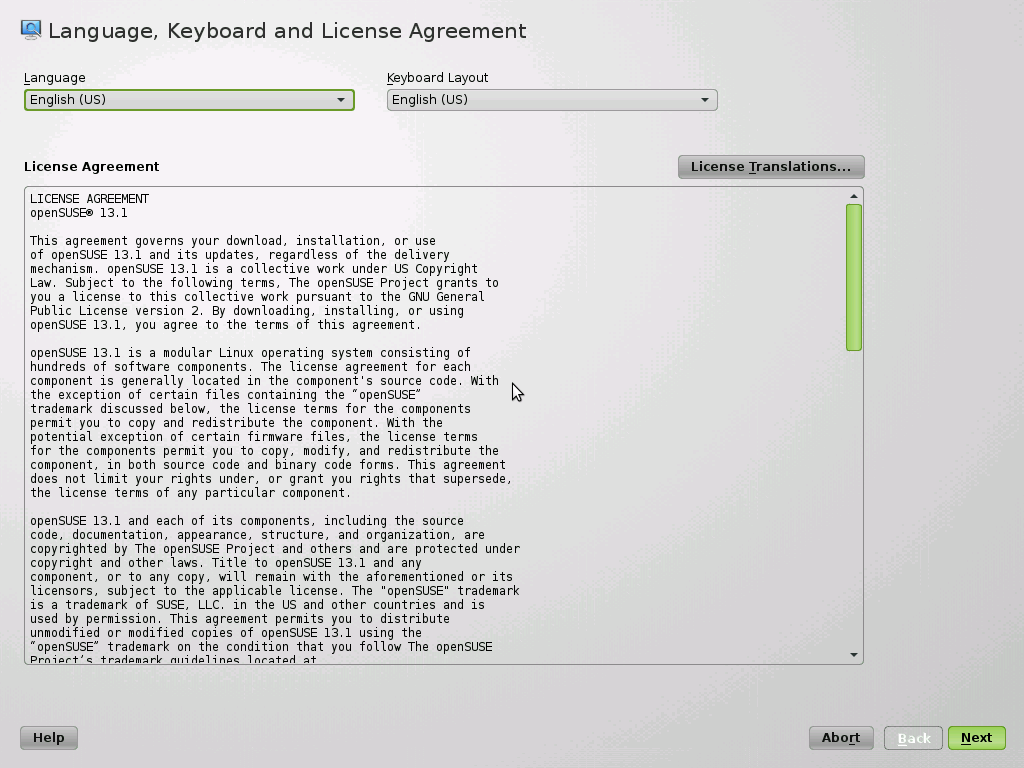 Language, Keyboard and License Agreement
Language
Keyboard Layout
English (US)
English (US)
License Agreement
License Translations...
LICENSE AGREEMENT
openSUSE® 13.1
This agreement governs your download, installation, or use
of openSUSE 13.1 and its updates, regardless of the delivery
mechanism. openSUSE 13.1 is a collective work under US Copyright
Law. Subject to the following terms, The openSUSE Project grants to
you a license to this collective work pursuant to the GNU General
Public License version 2. By downloading, installing, or using
openSUSE 13.1, you agree to the terms of this agreement.
openSUSE 13.1 is a modular Linux operating system consisting of
hundreds of software components. The license agreement for each
component is generally located in the component's source code. With
the exception of certain files containing the “openSUSE”
trademark discussed below, the license terms for the components
permit you to copy and redistribute the component. With the
potential exception of certain firmware files, the license terms
for the components permit you to copy, modify, and redistribute the
component, in both source code and binary code forms. This agreement
does not limit your rights under, or grant you rights that supersede,
the license terms of any particular component.
openSUSE 13.1 and each of its components, including the source
code, documentation, appearance, structure, and organization, are
copyrighted by The openSUSE Project and others and are protected under
copyright and other laws. Title to openSUSE 13.1 and any
component, or to any copy, will remain with the aforementioned or its
licensors, subject to the applicable license. The "openSUSE" trademark
is a trademark of SUSE, LLC. in the US and other countries and is
used by permission. This agreement permits you to distribute
unmodified or modified copies of openSUSE 13.1 using the
“openSUSE” trademark on the condition that you follow The openSUSE
Project’s trademark guidelines located at
Help
Abort
Back
Next